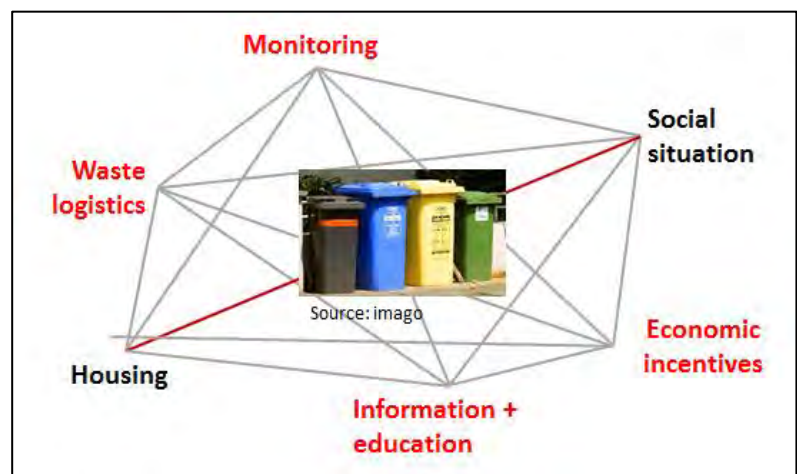 Monitoring
Social
situation
Waste
logistics
Source: imago
Economic
incentives
Housing
Information +
education